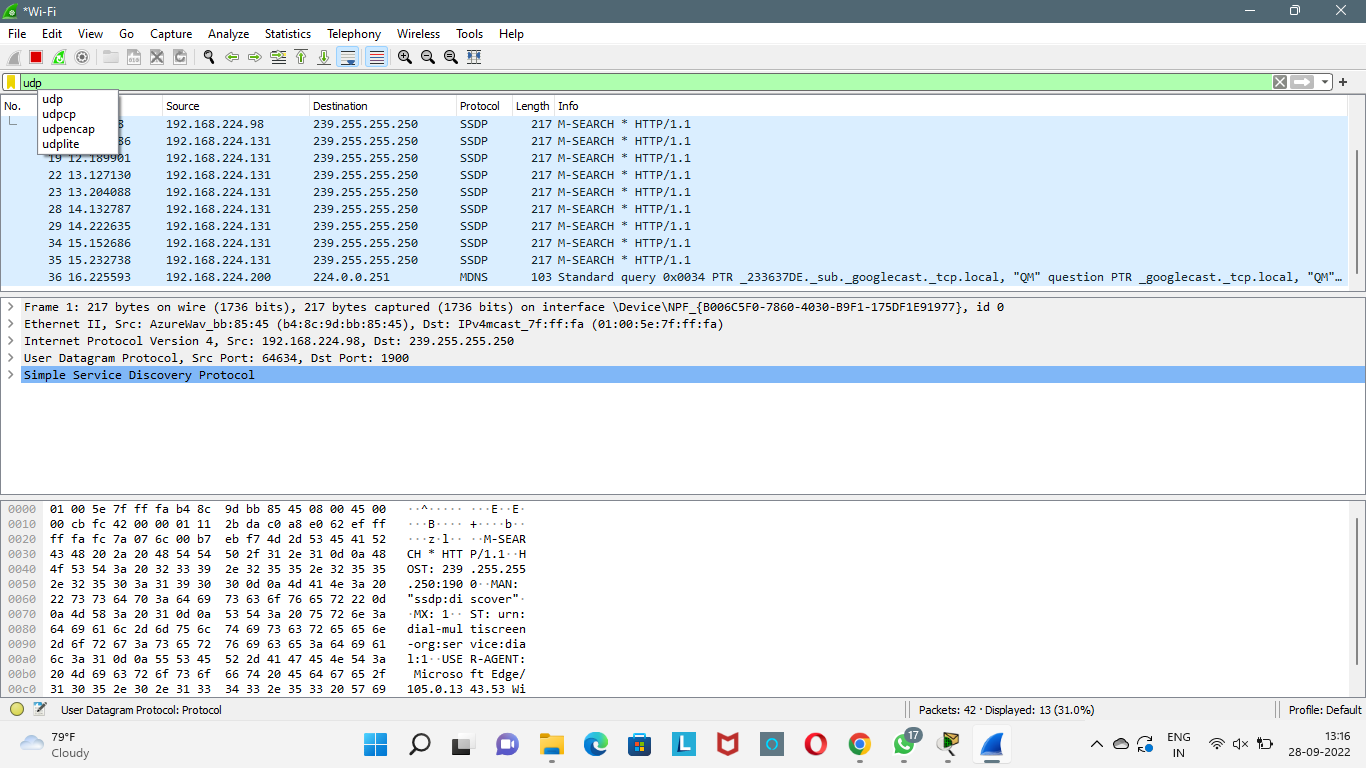 *Wi-Fi
File Edit View Go Capture Analyze Statistics Telephony Wireless Tools Help
udp
udp
udpcp
udpencap
udplite
No. Source Destination Protocol Length Info
8 192.168.224.98 239.255.255.250 SSDP 217 M-SEARCH * HTTP/1.1
86 192.168.224.131 239.255.255.250 SSDP 217 M-SEARCH * HTTP/1.1
19 12.189901 192.168.224.131 239.255.255.250 SSDP 217 M-SEARCH * HTTP/1.1
22 13.127130 192.168.224.131 239.255.255.250 SSDP 217 M-SEARCH * HTTP/1.1
23 13.204088 192.168.224.131 239.255.255.250 SSDP 217 M-SEARCH * HTTP/1.1
28 14.132787 192.168.224.131 239.255.255.250 SSDP 217 M-SEARCH * HTTP/1.1
29 14.222635 192.168.224.131 239.255.255.250 SSDP 217 M-SEARCH * HTTP/1.1
34 15.152686 192.168.224.131 239.255.255.250 SSDP 217 M-SEARCH * HTTP/1.1
35 15.232738 192.168.224.131 239.255.255.250 SSDP 217 M-SEARCH * HTTP/1.1
36 16.225593 192.168.224.200 224.0.0.251 MDNS 103 Standard query 0x0034 PTR _233637DE._sub._googlecast._tcp.local, "QM" question PTR _googlecast._tcp.local, "QM"…
Frame 1: 217 bytes on wire (1736 bits), 217 bytes captured (1736 bits) on interface \Device\NPF_{B006C5F0-7860-4030-B9F1-175DF1E91977}, id 0
Ethernet II, Src: AzureWav_bb:85:45 (b4:8c:9d:bb:85:45), Dst: IPv4mcast_7f:ff:fa (01:00:5e:7f:ff:fa)
Internet Protocol Version 4, Src: 192.168.224.98, Dst: 239.255.255.250
User Datagram Protocol, Src Port: 64634, Dst Port: 1900
Simple Service Discovery Protocol
0000 01 00 5e 7f ff fa b4 8c 9d bb 85 45 08 00 45 00 ··^····· ···E··E·
0010 00 cb fc 42 00 00 01 11 2b da c0 a8 e0 62 ef ff ···B···· +····b··
0020 ff fa fc 7a 07 6c 00 b7 eb f7 4d 2d 53 45 41 52 ···z·l·· ··M-SEAR
0030 43 48 20 2a 20 48 54 54 50 2f 31 2e 31 0d 0a 48 CH * HTT P/1.1··H
0040 4f 53 54 3a 20 32 33 39 2e 32 35 35 2e 32 35 35 OST: 239 .255.255
0050 2e 32 35 30 3a 31 39 30 30 0d 0a 4d 41 4e 3a 20 .250:190 0··MAN:
0060 22 73 73 64 70 3a 64 69 73 63 6f 76 65 72 22 0d "ssdp:di scover"·
0070 0a 4d 58 3a 20 31 0d 0a 53 54 3a 20 75 72 6e 3a ·MX: 1·· ST: urn:
0080 64 69 61 6c 2d 6d 75 6c 74 69 73 63 72 65 65 6e dial-mul tiscreen
0090 2d 6f 72 67 3a 73 65 72 76 69 63 65 3a 64 69 61 -org:ser vice:dia
00a0 6c 3a 31 0d 0a 55 53 45 52 2d 41 47 45 4e 54 3a l:1··USE R-AGENT:
00b0 20 4d 69 63 72 6f 73 6f 66 74 20 45 64 67 65 2f Microso ft Edge/
00c0 31 30 35 2e 30 2e 31 33 34 33 2e 35 33 20 57 69 105.0.13 43.53 Wi
User Datagram Protocol: Protocol Packets: 42 · Displayed: 13 (31.0%) Profile: Default
79°F
Cloudy
L
17
ENG
IN
13:16
28-09-2022